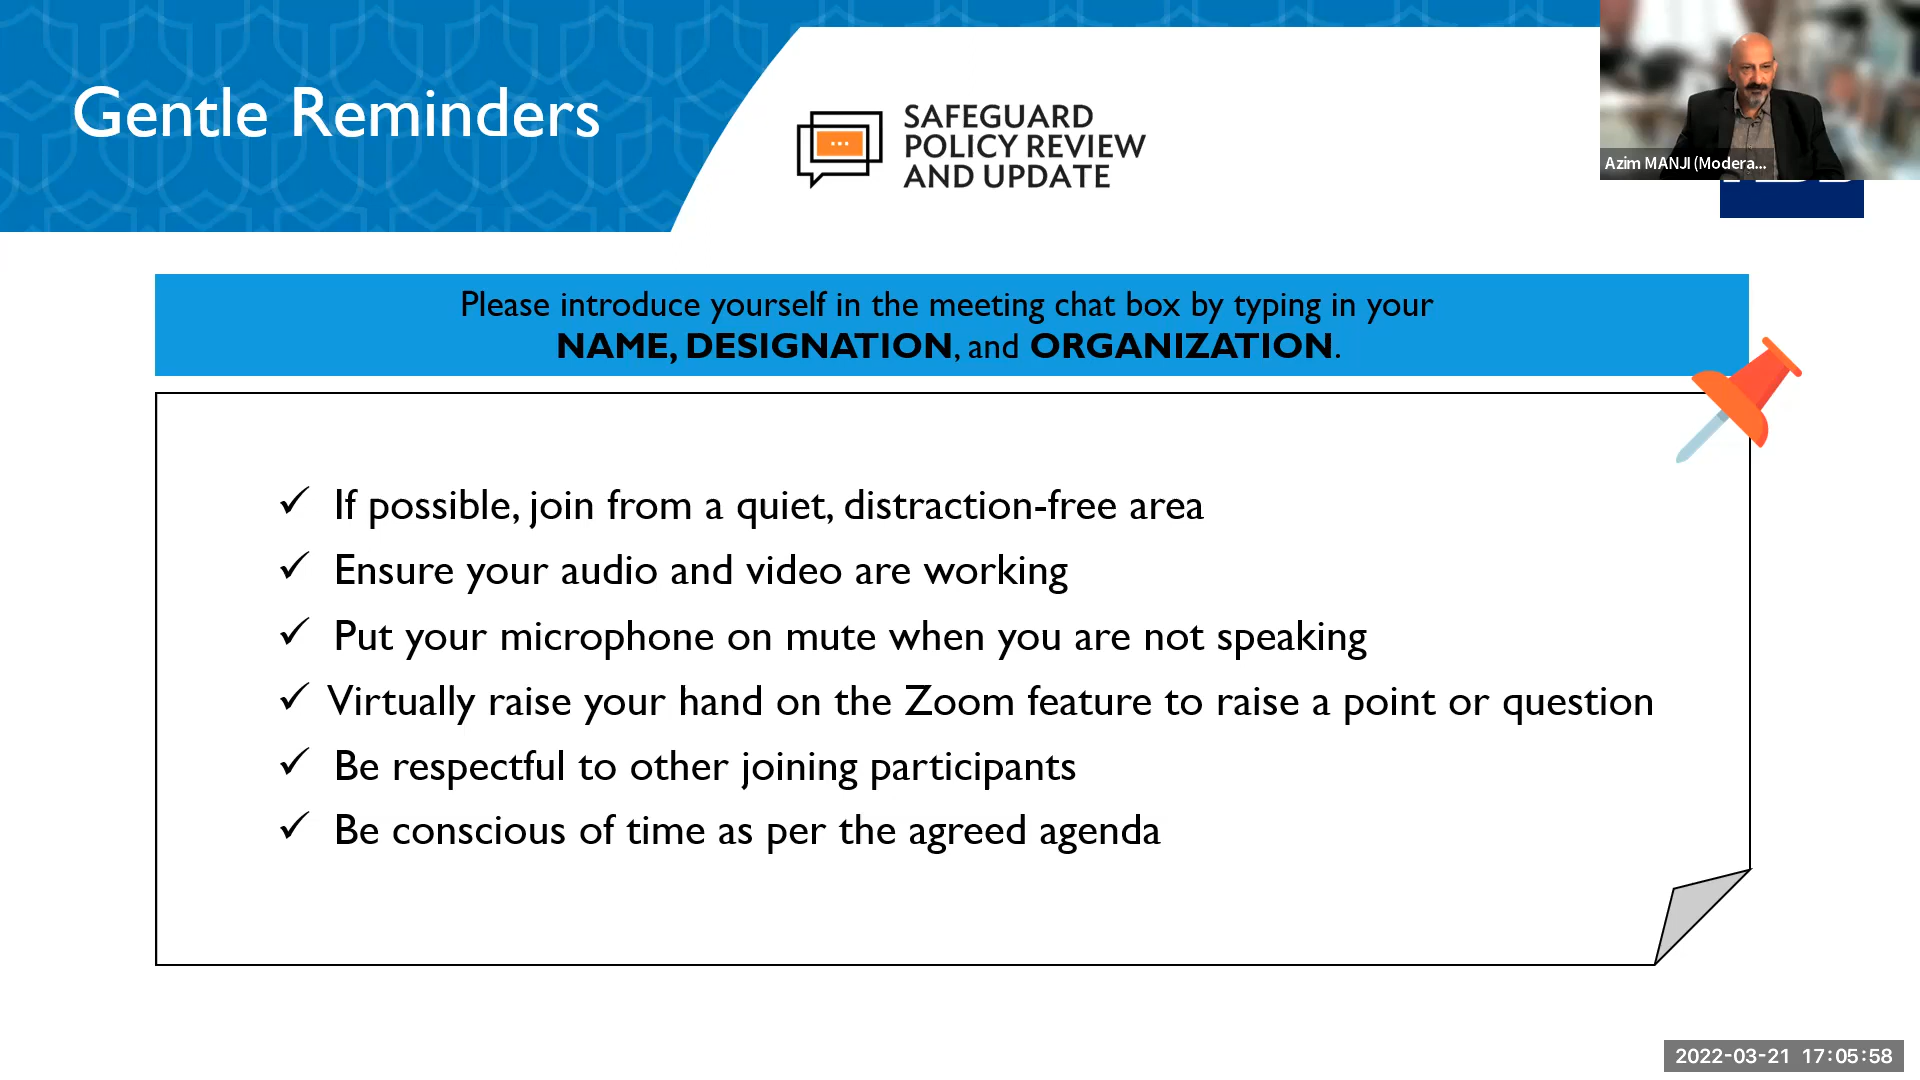 Gentle Reminders
SAFEGUARD
POLICY REVIEW
AND UPDATE
Azim MANJI (Modera...
Please introduce yourself in the meeting chat box by typing in your
NAME, DESIGNATION, and ORGANIZATION.
✓ If possible, join from a quiet, distraction-free area
✓ Ensure your audio and video are working
✓ Put your microphone on mute when you are not speaking
✓ Virtually raise your hand on the Zoom feature to raise a point or question
✓ Be respectful to other joining participants
✓ Be conscious of time as per the agreed agenda
2022-03-21 17:05:58